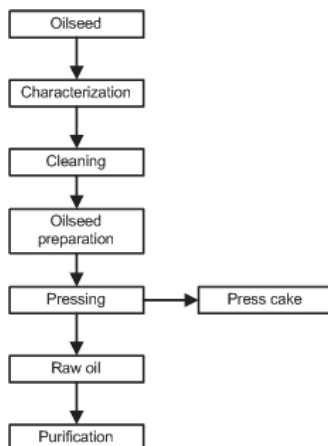 Oilseed
Characterization
Cleaning
Oilseed
preparation
Pressing
Press cake
Raw oil
Purification